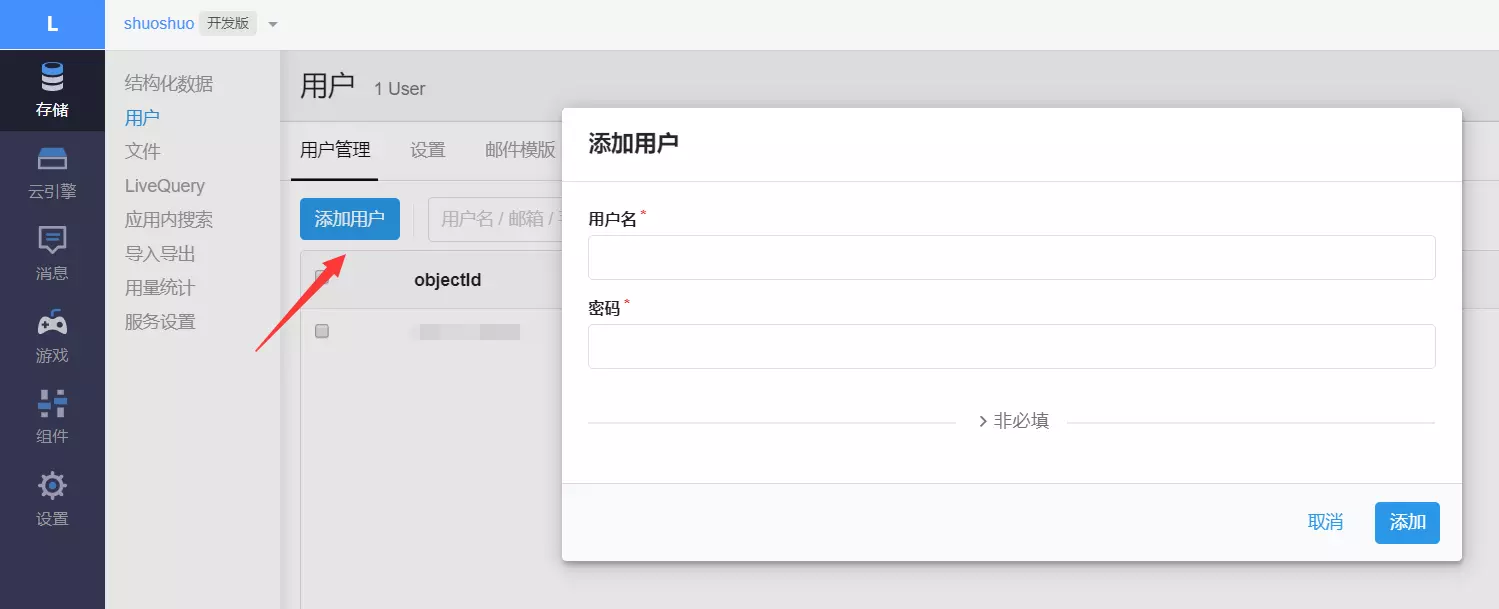 L
shuoshuo 开发版
存储
云引擎
消息
游戏
组件
设置
结构化数据
用户
文件
LiveQuery
应用内搜索
导入导出
用量统计
服务设置
用户 1 User
用户管理 设置 邮件模版
添加用户 用户名 / 邮箱 /
objectId
添加用户
用户名 *
密码 *
非必填
取消 添加